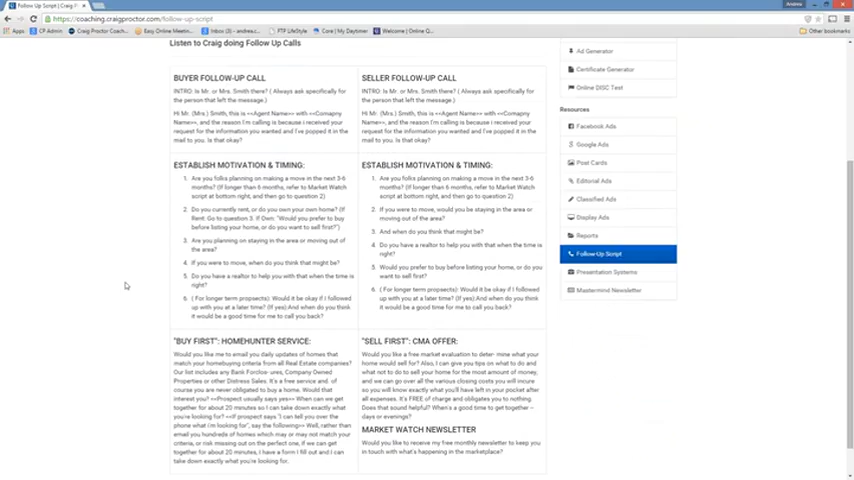 Follow Up Script | Craig P
Andrea
https://coaching.craigproctor.com/follow-up-script
Apps
CP Admin
Craig Proctor Coach...
Easy Online Meetin...
Inbox (3) - andrea.c...
PTF LifeStyle
Core | My Daytimer
Welcome | Online Q...
Other bookmarks
Listen to Craig doing Follow Up Calls
BUYER FOLLOW-UP CALL
INTRO: Is Mr. or Mrs. Smith there? ( Always ask specifically for
the person that left the message.)
Hi Mr. (Mrs.) Smith, this is <<Agent Name>> with <<Comapny
Name>>, and the reason I'm calling is because i received your
request for the information you wanted and I've popped it in the
mail to you. Is that okay?
SELLER FOLLOW-UP CALL
INTRO: Is Mr. or Mrs. Smith there? ( Always ask specifically for
the person that left the message.)
Hi Mr. (Mrs.) Smith, this is <<Agent Name>> with <<Comapny
Name>>, and the reason I'm calling is because i received your
request for the information you wanted and I've popped it in the
mail to you. Is that okay?
ESTABLISH MOTIVATION & TIMING:
1. Are you folks planning on making a move in the next 3-6
months? (If longer than 6 months, refer to Market Watch
script at bottom right, and then go to question 2)
2. Do you currently rent, or do you own your own home? (If
Rent: Go to question 3. If Own: "Would you prefer to buy
before listing your home, or do you want to sell first?")
3. Are you planning on staying in the area or moving out of
the area?
4. If you were to move, when do you think that might be?
5. Do you have a realtor to help you with that when the time is
right?
6. ( For longer term propsects): Would it be okay if I followed
up with you at a later time? (If yes) And when do you think
it would be a good time for me to call you back?
ESTABLISH MOTIVATION & TIMING:
1. Are you folks planning on making a move in the next 3-6
months? (If longer than 6 months, refer to Market Watch
script at bottom right, and then go to question 2)
2. If you were to move, would you be staying in the area or
moving out of the area?
3. And when do you think that might be?
4. Do you have a realtor to help you with that when the time is
right?
5. Would you prefer to buy before listing your home, or do you
want to sell first?
6. ( For longer term propsects): Would it be okay if I followed
up with you at a later time? (If yes) And when do you think
it would be a good time for me to call you back?
"BUY FIRST": HOMEHUNTER SERVICE:
Would you like me to email you daily updates of homes that
match your homebuying criteria from all Real Estate companies?
Our list includes any Bank Forclos- ures, Company Owned
Properties or other Distress Sales. It's a free service and. of
course you are never obligated to buy a home. Would that
interest you? <<Prospect usually says yes>> When can we get
together for about 20 minutes so I can take down exactly what
you're looking for? <<If prospect says "I can tell you over the
phone what i'm looking for", say the following>> Well, rather than
email you hundreds of homes which may or may not match your
criteria, or risk missing out on the perfect one, If we can get
together for about 20 minutes, I have a form I fill out and I can
take down exactly what you're looking for.
"SELL FIRST": CMA OFFER:
Would you like a free market evaluation to deter- mine what your
home would sell for? Also, I can give you tips on what to do and
what not to do to sell your home for the most amount of money,
and we can go over all the various closing costs you will incure
so you will know exactly what you'll have left in your pocket after
all expenses. It's FREE of charge and obligates you to nothing.
Does that sound helpful? When's a good time to get together –
days or evenings?
MARKET WATCH NEWSLETTER
Would you like to receive my free monthly newsletter to keep you
in touch with what's happening in the marketplace?
Ad Generator
Certificate Generator
Online DISC Test
Resources
Facebook Ads
Google Ads
Post Cards
Editorial Ads
Classified Ads
Display Ads
Reports
Follow-Up Script
Presentation Systems
Mastermind Newsletter